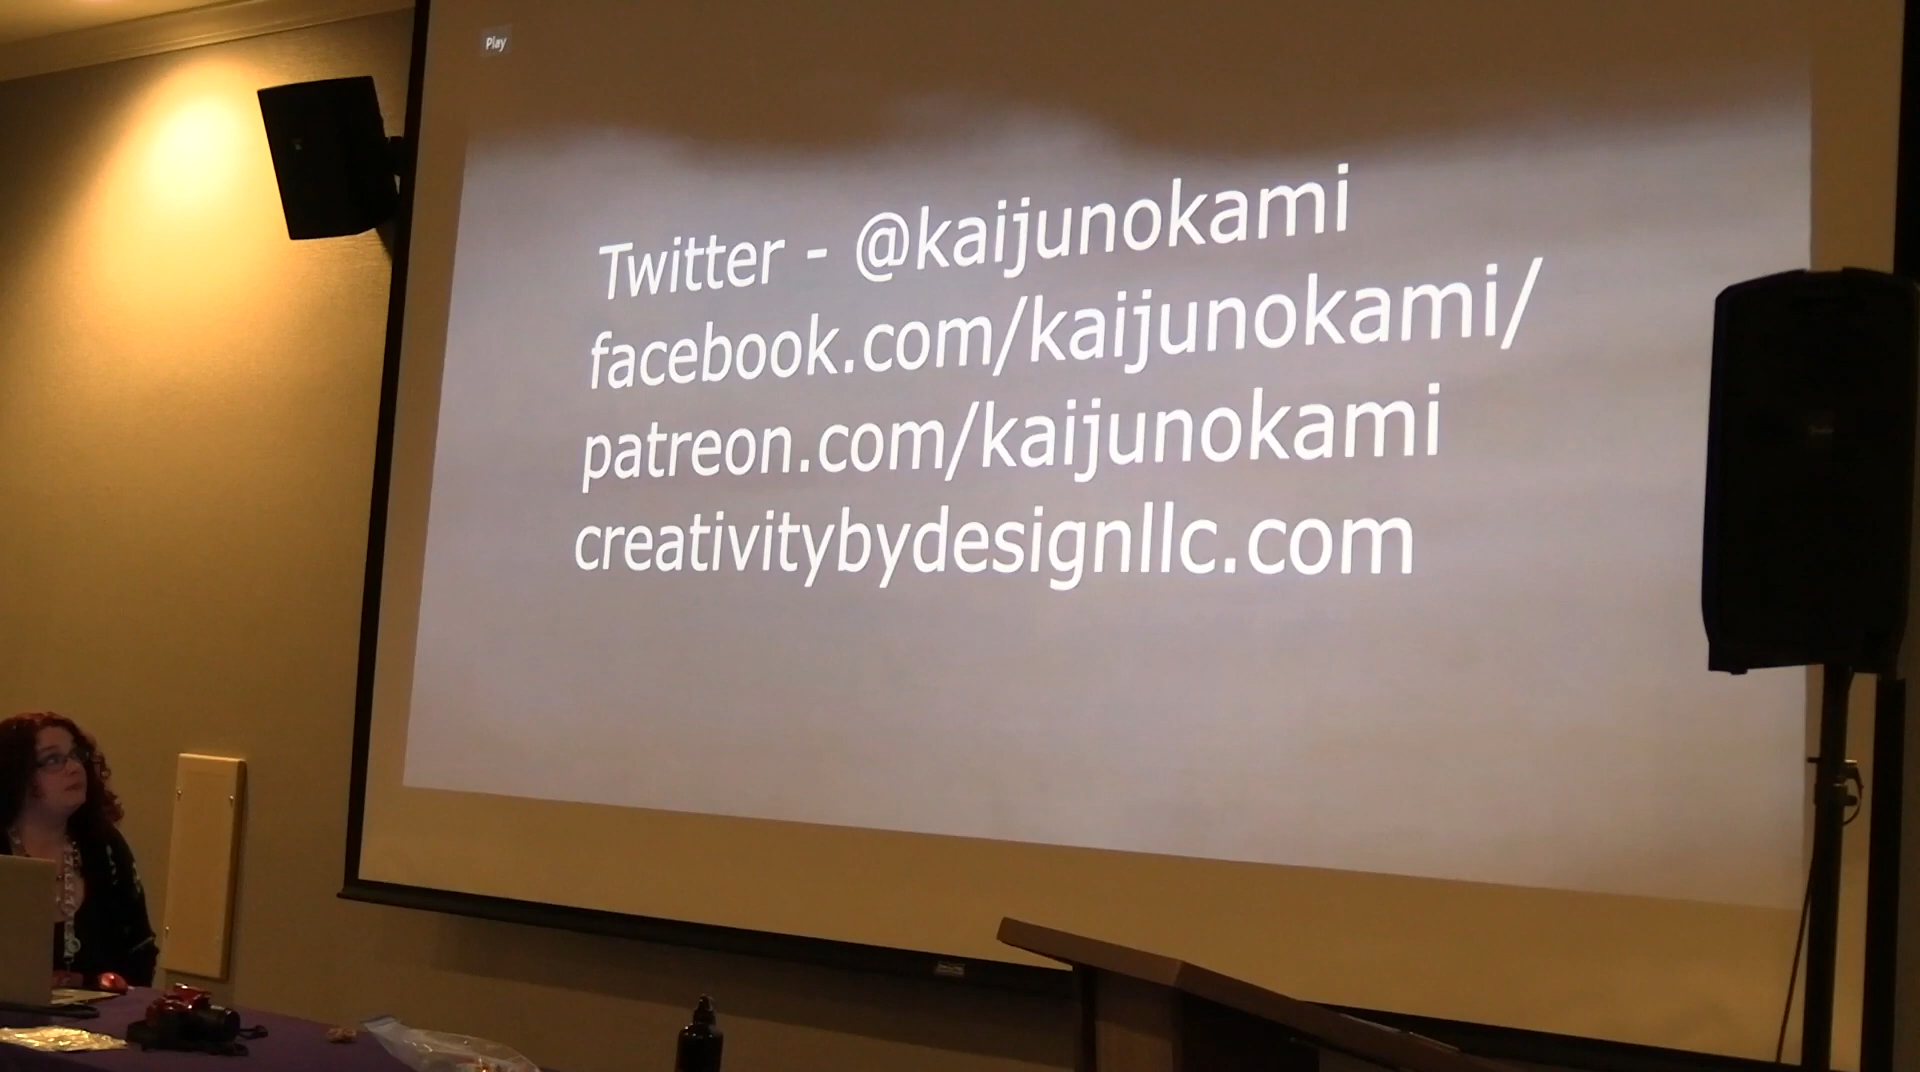 Play
Twitter - @kaijunokami
facebook.com/kaijunokami/
patreon.com/kaijunokami
creativitybydesignllc.com